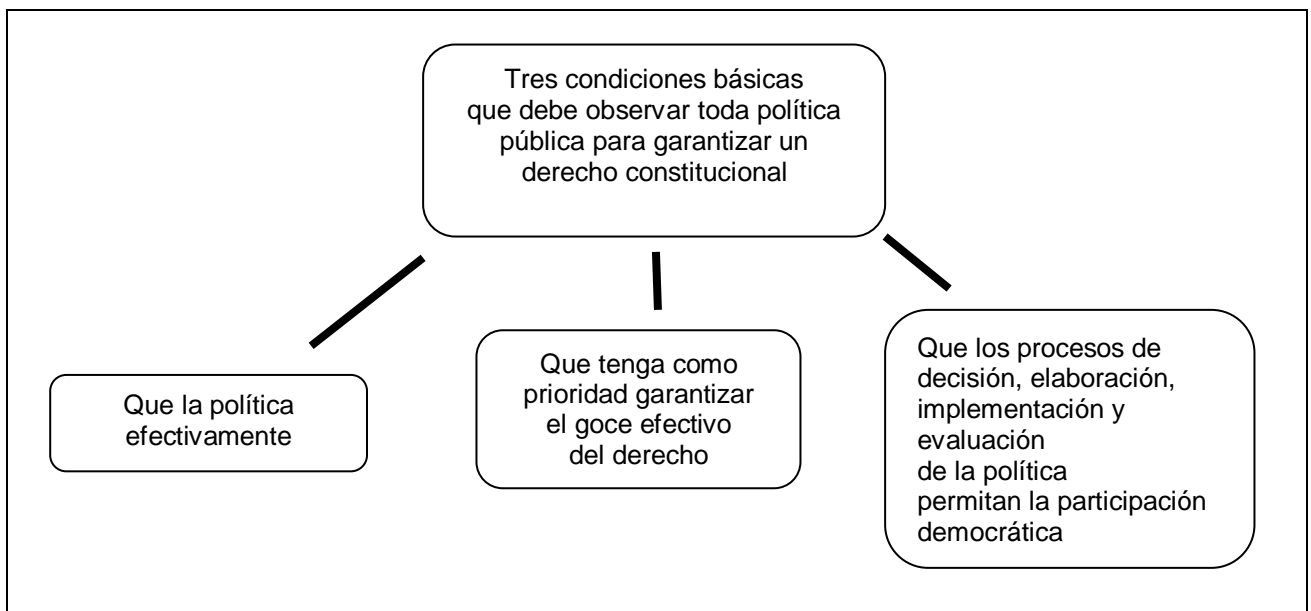 Tres condiciones básicas
que debe observar toda política
pública para garantizar un
derecho constitucional
Que la política
efectivamente
Que tenga como
prioridad garantizar
el goce efectivo
del derecho
Que los procesos de
decisión, elaboración,
implementación y
evaluación
de la política
permitan la participación
democrática